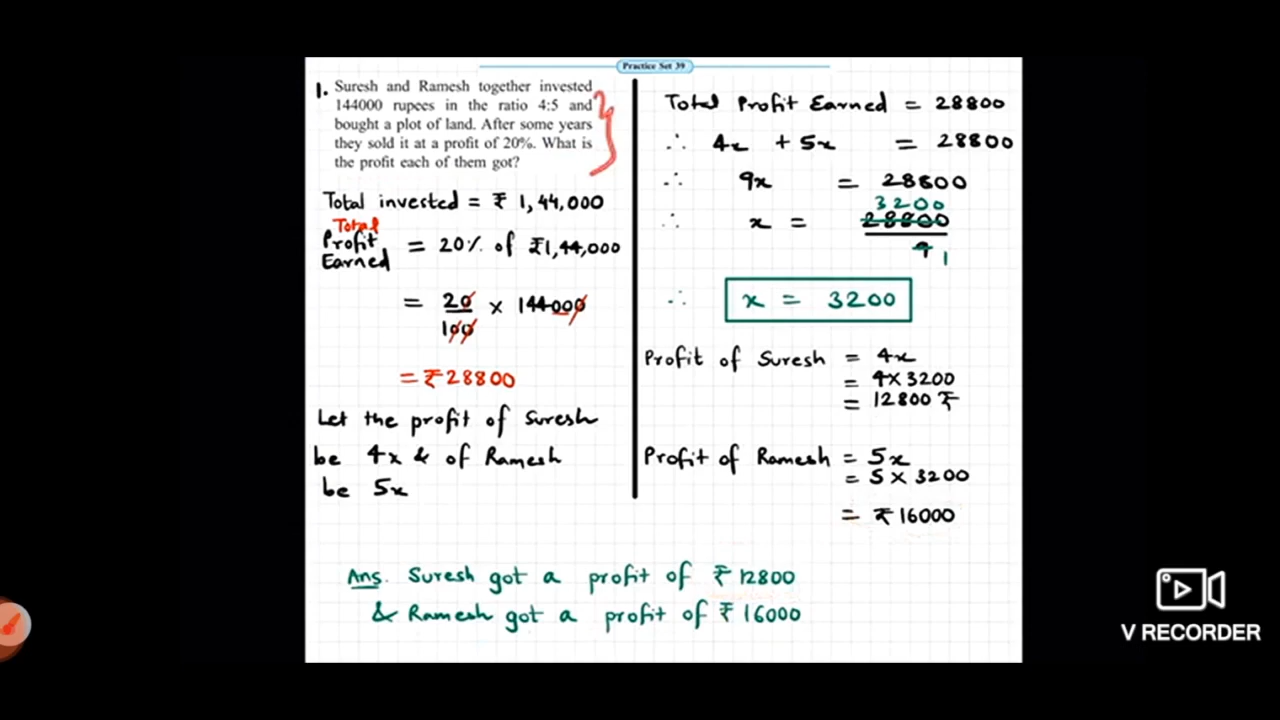 Practice Set 39
1. Suresh and Ramesh together invested
144000 rupees in the ratio 4:5 and
bought a plot of land. After some years
they sold it at a profit of 20%. What is
the profit each of them got?
Total invested = ₹ 1,44,000
Total
Profit
Earned = 20% of ₹1,44,000
= 20/100 × 144000
= ₹28800
Let the profit of Suresh
be 4x & of Ramesh
be 5x
Total Profit Earned = 28800
∴ 4x + 5x = 28800
∴ 9x = 28800
3200
∴ x = 28800/9
1
∴ x = 3200
Profit of Suresh = 4x
= 4×3200
= 12800 ₹
Profit of Ramesh = 5x
= 5 × 3200
= ₹ 16000
Ans. Suresh got a profit of ₹ 12800
& Ramesh got a profit of ₹ 16000
V RECORDER